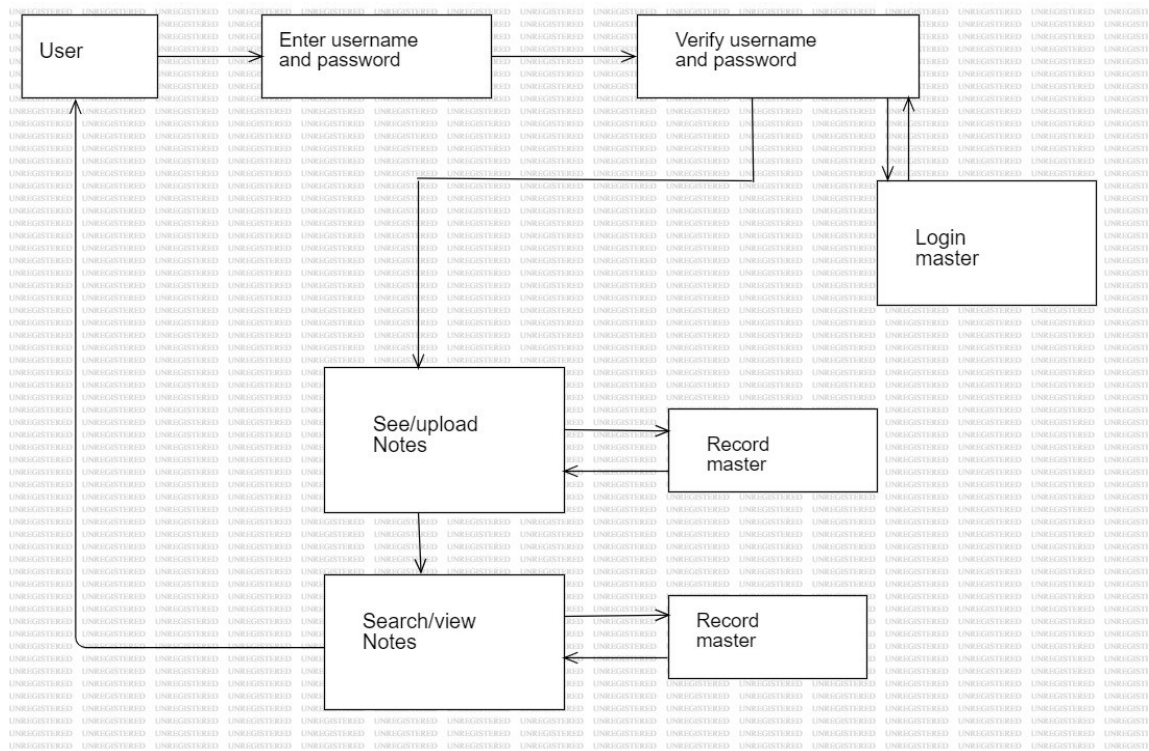 User
Enter username
and password
Verify username
and password
Login
master
See/upload
Notes
Record
master
Search/view
Notes
Record
master
UNREGISTERED